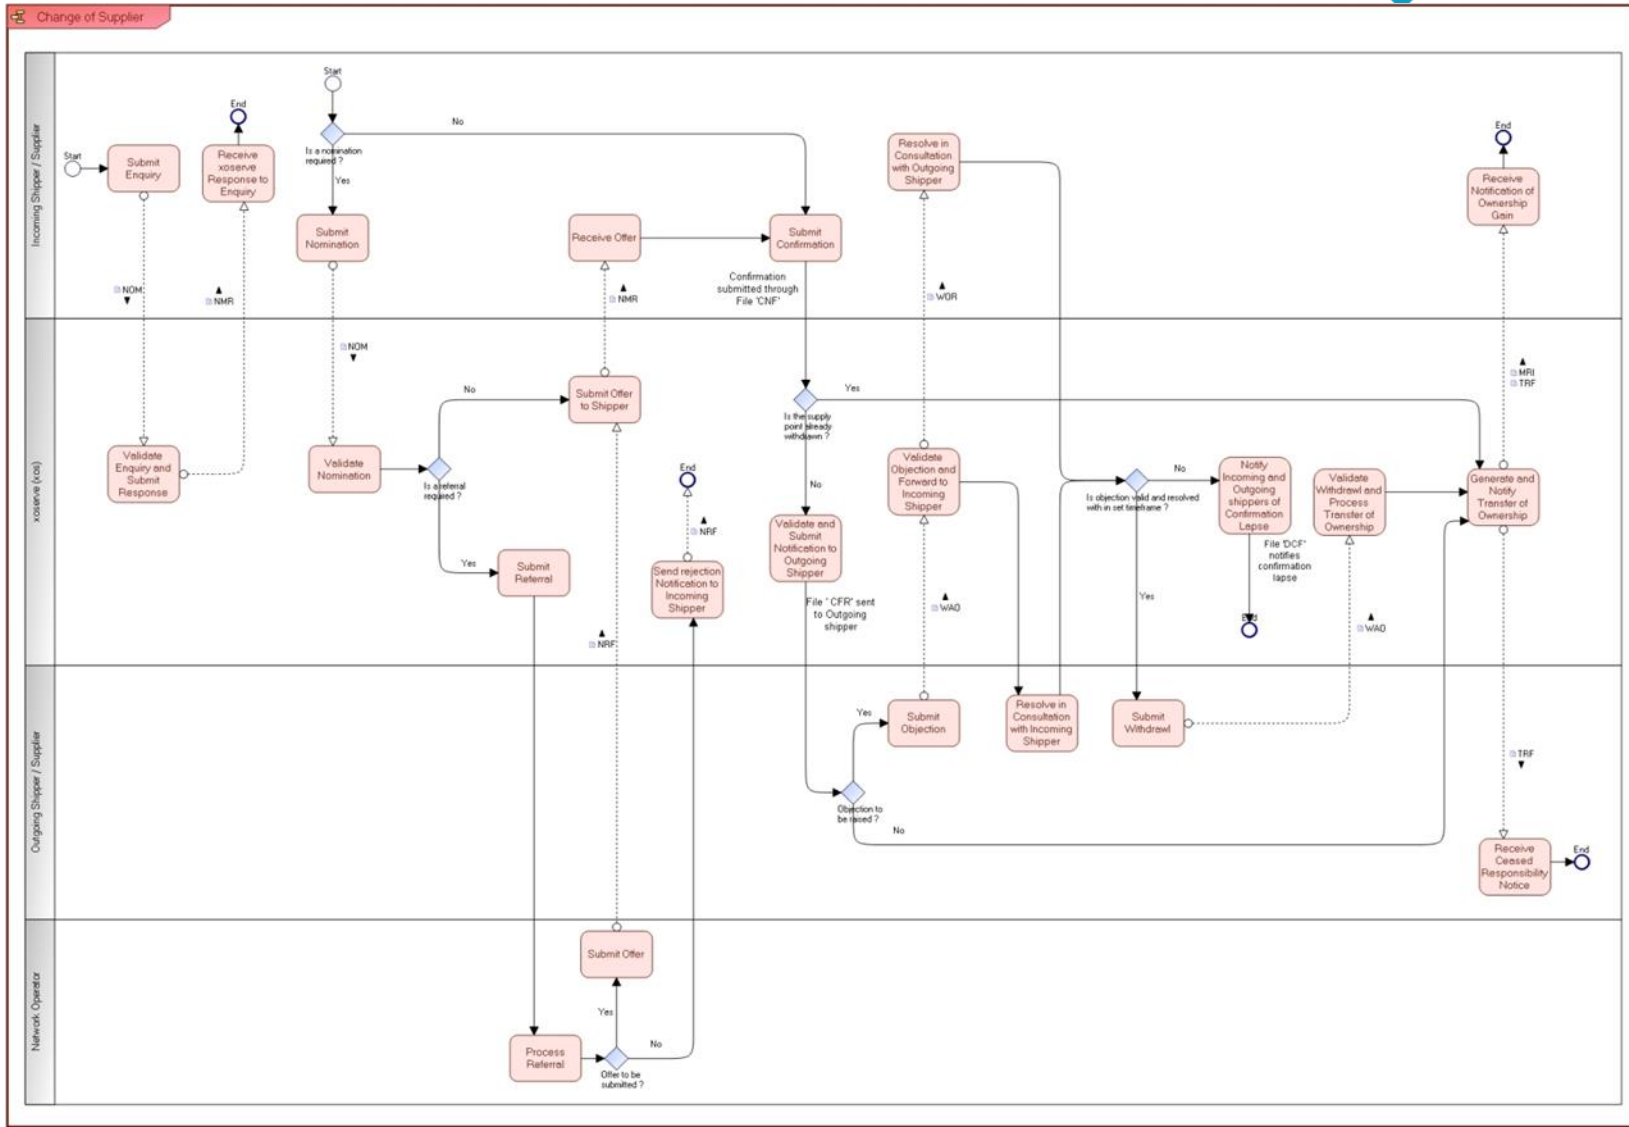 Change of Supplier
Incoming Shipper / Supplier
Start
Submit
Enquiry
End
Receive
xoserve
Response to
Enquiry
NOM
NMR
Start
Is a nomination
required ?
No
Yes
Submit
Nomination
Receive Offer
NMR
Submit
Confirmation
Confirmation
submitted through
File 'CNF'
Resolve in
Consultation
with Outgoing
Shipper
WOR
End
Receive
Notification of
Ownership
Gain
xoserve (xos)
NOM
Validate
Enquiry and
Submit
Response
Validate
Nomination
Is a referral
required ?
No
Yes
Submit Offer
to Shipper
Submit
Referral
NRF
End
NRF
Send rejection
Notification to
Incoming
Shipper
Is the supply
point already
withdrawn ?
Yes
No
Validate and
Submit
Notification to
Outgoing
Shipper
File ' CFR' sent
to Outgoing
shipper
Validate
Objection and
Forward to
Incoming
Shipper
WAO
Is objection valid and resolved
with in set timeframe ?
No
Yes
Notify
Incoming and
Outgoing
shippers of
Confirmation
Lapse
File 'DCF'
notifies
confirmation
lapse
End
Validate
Withdrawl and
Process
Transfer of
Ownership
WAO
MRI
TRF
Generate and
Notify
Transfer of
Ownership
Outgoing Shipper / Supplier
Objection to
be raised ?
Yes
No
Submit
Objection
Resolve in
Consultation
with Incoming
Shipper
Submit
Withdrawl
TRF
Receive
Ceased
Responsibility
Notice
End
Network Operator
Submit Offer
Yes
No
Process
Referral
Offer to be
submitted ?